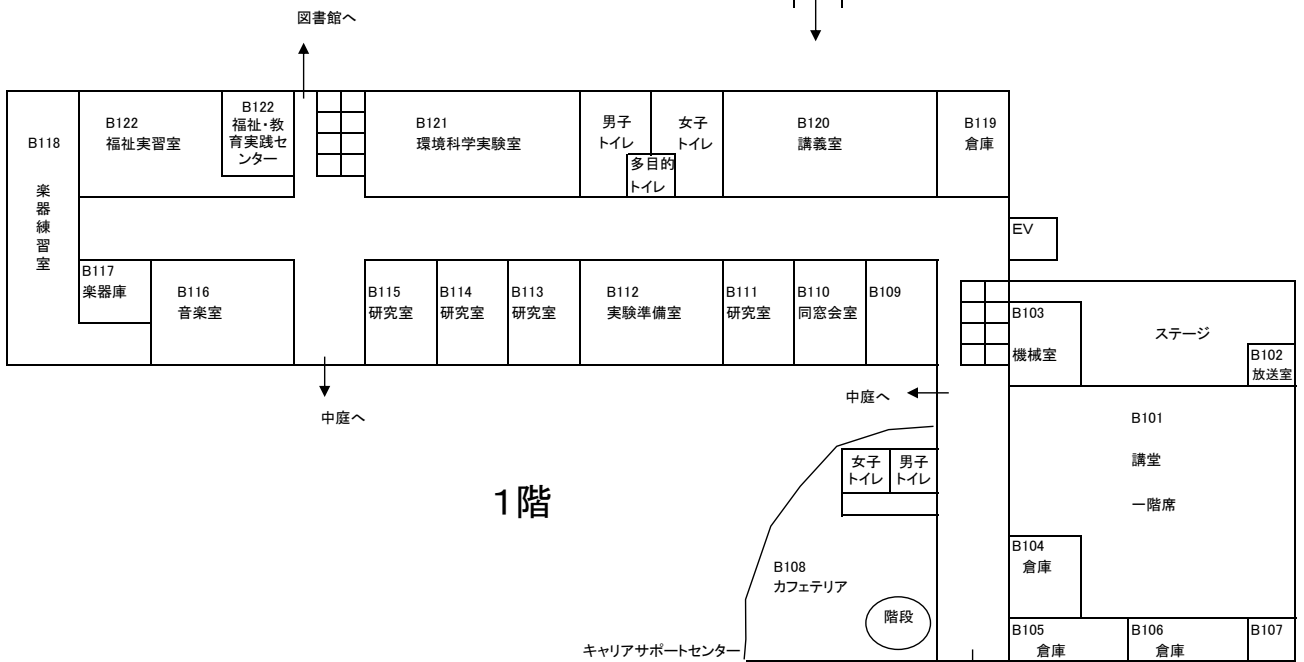 図書館へ
B118
楽器練習室
B122
福祉実習室
B122
福祉・教
育実践セ
ンター
B121
環境科学実験室
男子
トイレ
女子
トイレ
多目的
トイレ
B120
講義室
B119
倉庫
EV
B117
楽器庫
B116
音楽室
B115
研究室
B114
研究室
B113
研究室
B112
実験準備室
B111
研究室
B110
同窓会室
B109
B103
機械室
ステージ
B102
放送室
中庭へ
中庭へ
B101
講堂
一階席
女子
トイレ
男子
トイレ
1階
B104
倉庫
B108
カフェテリア
階段
B105
倉庫
B106
倉庫
B107
キャリアサポートセンター